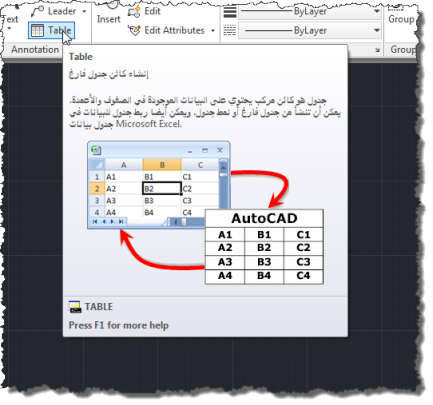 Leader Edit ByLayer
ext Insert Group
Table Edit Attributes ByLayer
Annotation Group
Table
إنشاء كائن جدول فارغ
جدول هو كائن مركب يحتوي على البيانات الموجودة في الصفوف والأعمدة.
يمكن أن تنشأ من جدول فارغ أو نمط جدول. ويمكن أيضا ربط جدول للبيانات في
جدول بيانات Microsoft Excel.
A B C
1 A1 B1 C1
2 A2 B2 C2
3 A3 B3 C3
4 A4 B4 C4
AutoCAD
A1 B1 C1
A2 B2 C2
A3 B3 C3
A4 B4 C4
TABLE
Press F1 for more help